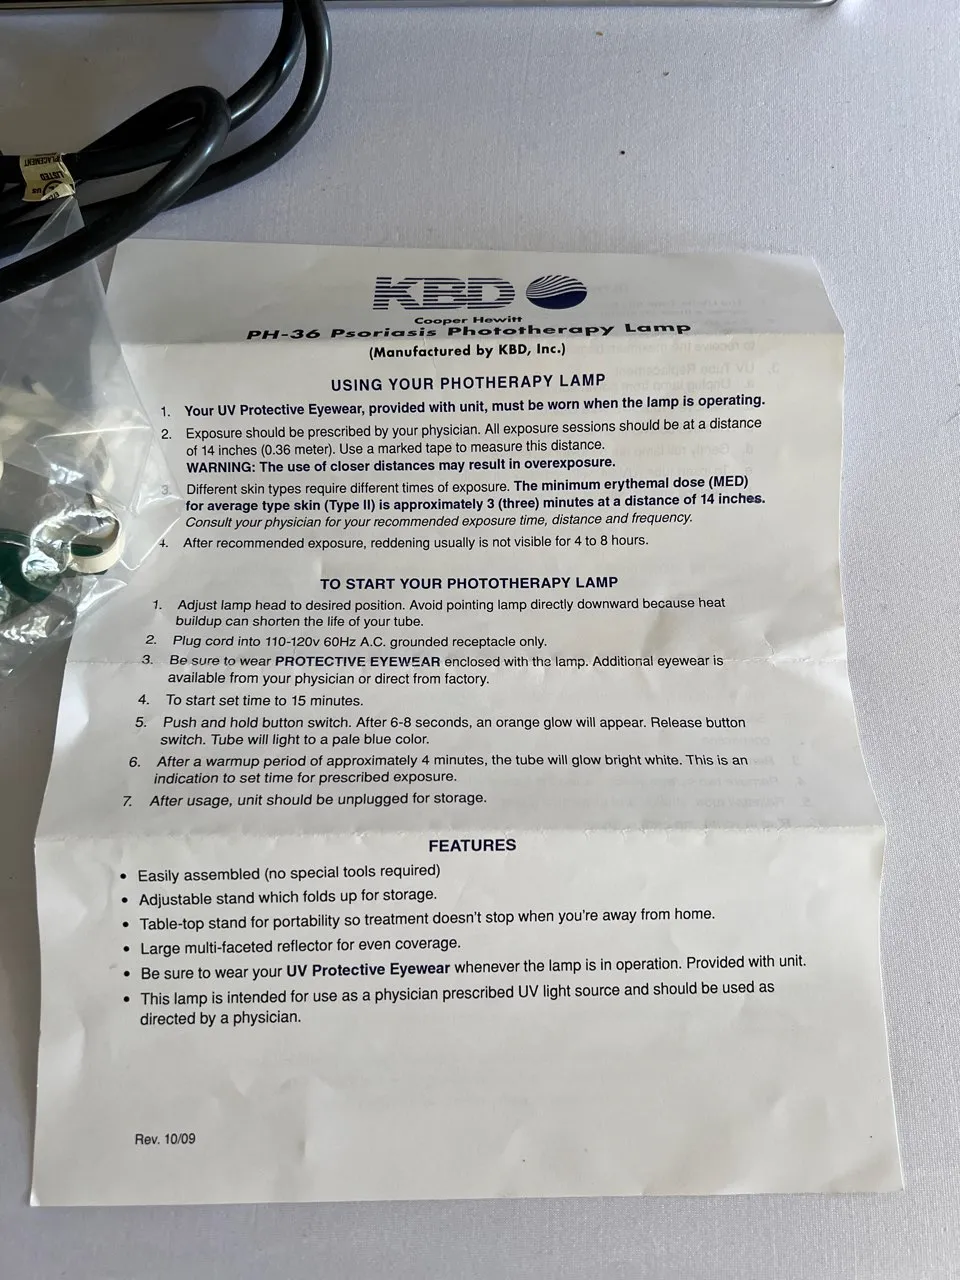 REPLACEMENT
LISTED
US
KBD
Cooper Hewitt
PH-36 Psoriasis Phototherapy Lamp
(Manufactured by KBD, Inc.)
USING YOUR PHOTHERAPY LAMP
1. Your UV Protective Eyewear, provided with unit, must be worn when the lamp is operating.
2. Exposure should be prescribed by your physician. All exposure sessions should be at a distance
of 14 inches (0.36 meter). Use a marked tape to measure this distance.
WARNING: The use of closer distances may result in overexposure.
3. Different skin types require different times of exposure. The minimum erythemal dose (MED)
for average type skin (Type II) is approximately 3 (three) minutes at a distance of 14 inches.
Consult your physician for your recommended exposure time, distance and frequency.
4. After recommended exposure, reddening usually is not visible for 4 to 8 hours.
TO START YOUR PHOTOTHERAPY LAMP
1. Adjust lamp head to desired position. Avoid pointing lamp directly downward because heat
buildup can shorten the life of your tube.
2. Plug cord into 110-120v 60Hz A.C. grounded receptacle only.
3. Be sure to wear PROTECTIVE EYEWEAR enclosed with the lamp. Additional eyewear is
available from your physician or direct from factory.
4. To start set time to 15 minutes.
5. Push and hold button switch. After 6-8 seconds, an orange glow will appear. Release button
switch. Tube will light to a pale blue color.
6. After a warmup period of approximately 4 minutes, the tube will glow bright white. This is an
indication to set time for prescribed exposure.
7. After usage, unit should be unplugged for storage.
FEATURES
• Easily assembled (no special tools required)
• Adjustable stand which folds up for storage.
• Table-top stand for portability so treatment doesn't stop when you're away from home.
• Large multi-faceted reflector for even coverage.
• Be sure to wear your UV Protective Eyewear whenever the lamp is in operation. Provided with unit.
• This lamp is intended for use as a physician prescribed UV light source and should be used as
directed by a physician.
Rev. 10/09